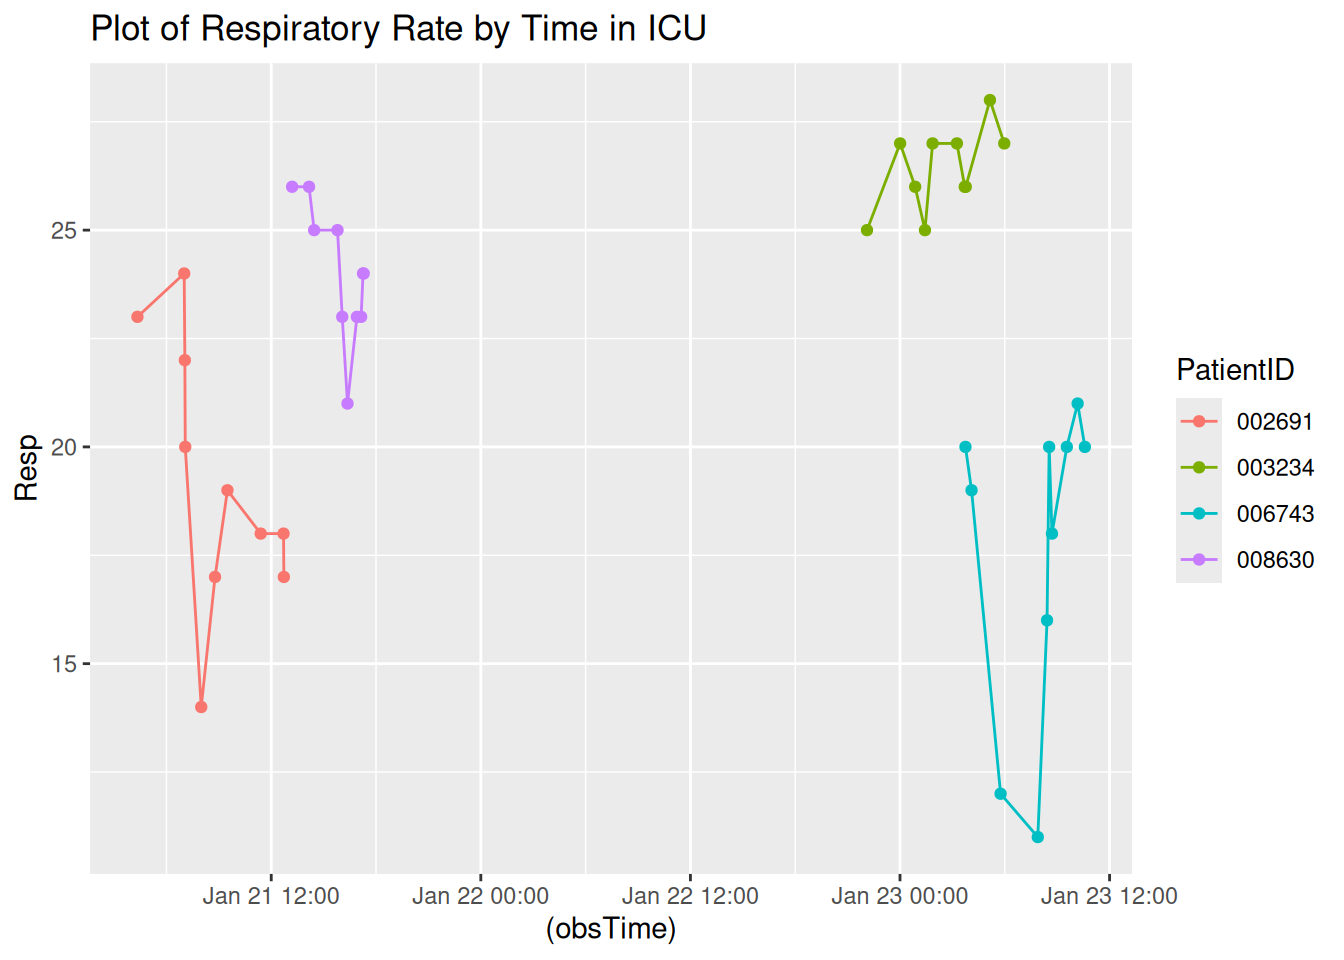 Plot of Respiratory Rate by Time in ICU
Resp
25
20
15
Jan 21 12:00 Jan 22 00:00 Jan 22 12:00 Jan 23 00:00 Jan 23 12:00
(obsTime)
PatientID
002691
003234
006743
008630